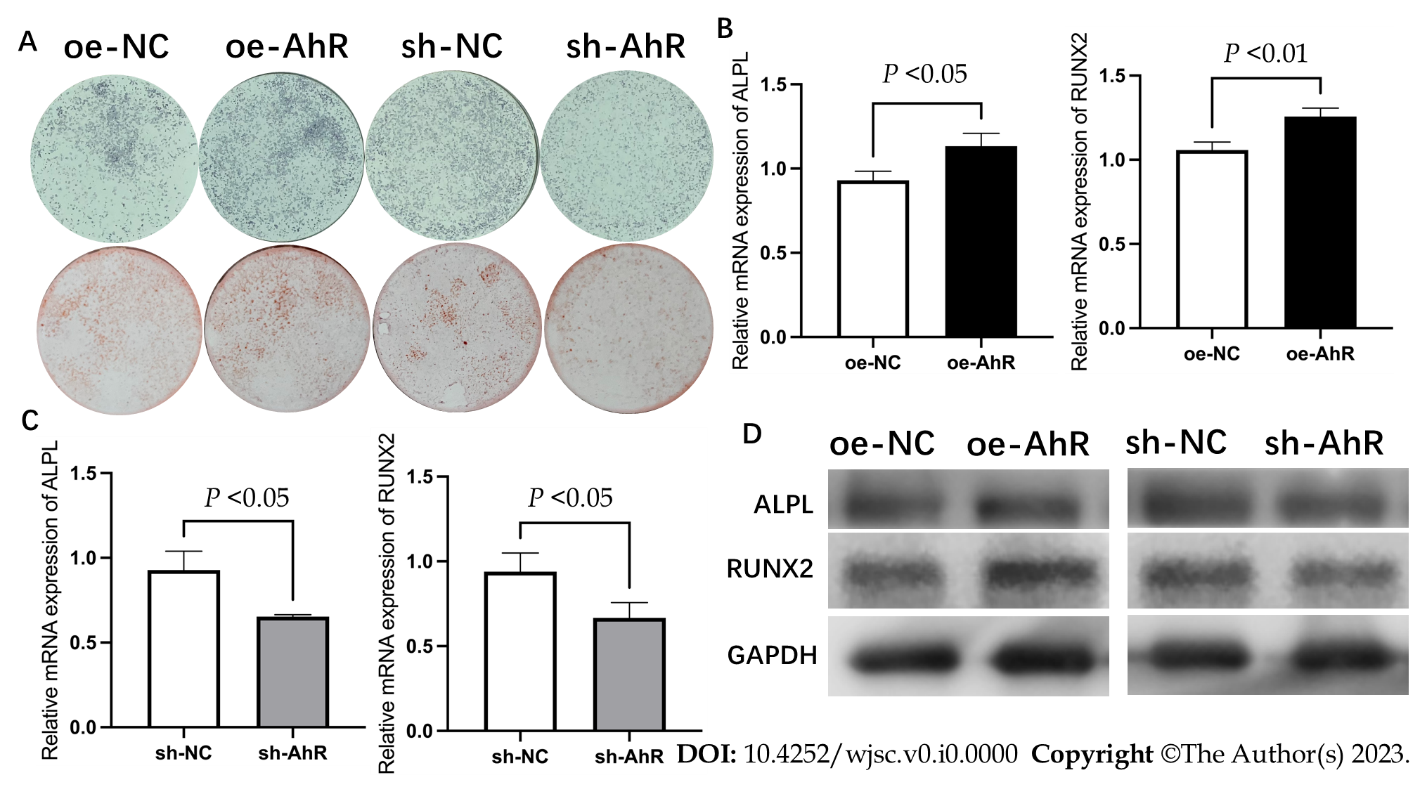 A
oe-NC oe-AhR sh-NC sh-AhR
B
Relative mRNA expression of ALPL
1.5
1.0
0.5
0.0
P <0.05
oe-NC oe-AhR
Relative mRNA expression of RUNX2
1.5
1.0
0.5
0.0
P <0.01
oe-NC oe-AhR
C
Relative mRNA expression of ALPL
1.5
1.0
0.5
0.0
P <0.05
sh-NC sh-AhR
Relative mRNA expression of RUNX2
1.5
1.0
0.5
0.0
P <0.05
sh-NC sh-AhR
D
oe-NC oe-AhR sh-NC sh-AhR
ALPL
RUNX2
GAPDH
DOI: 10.4252/wjsc.v0.i0.0000 Copyright ©The Author(s) 2023.